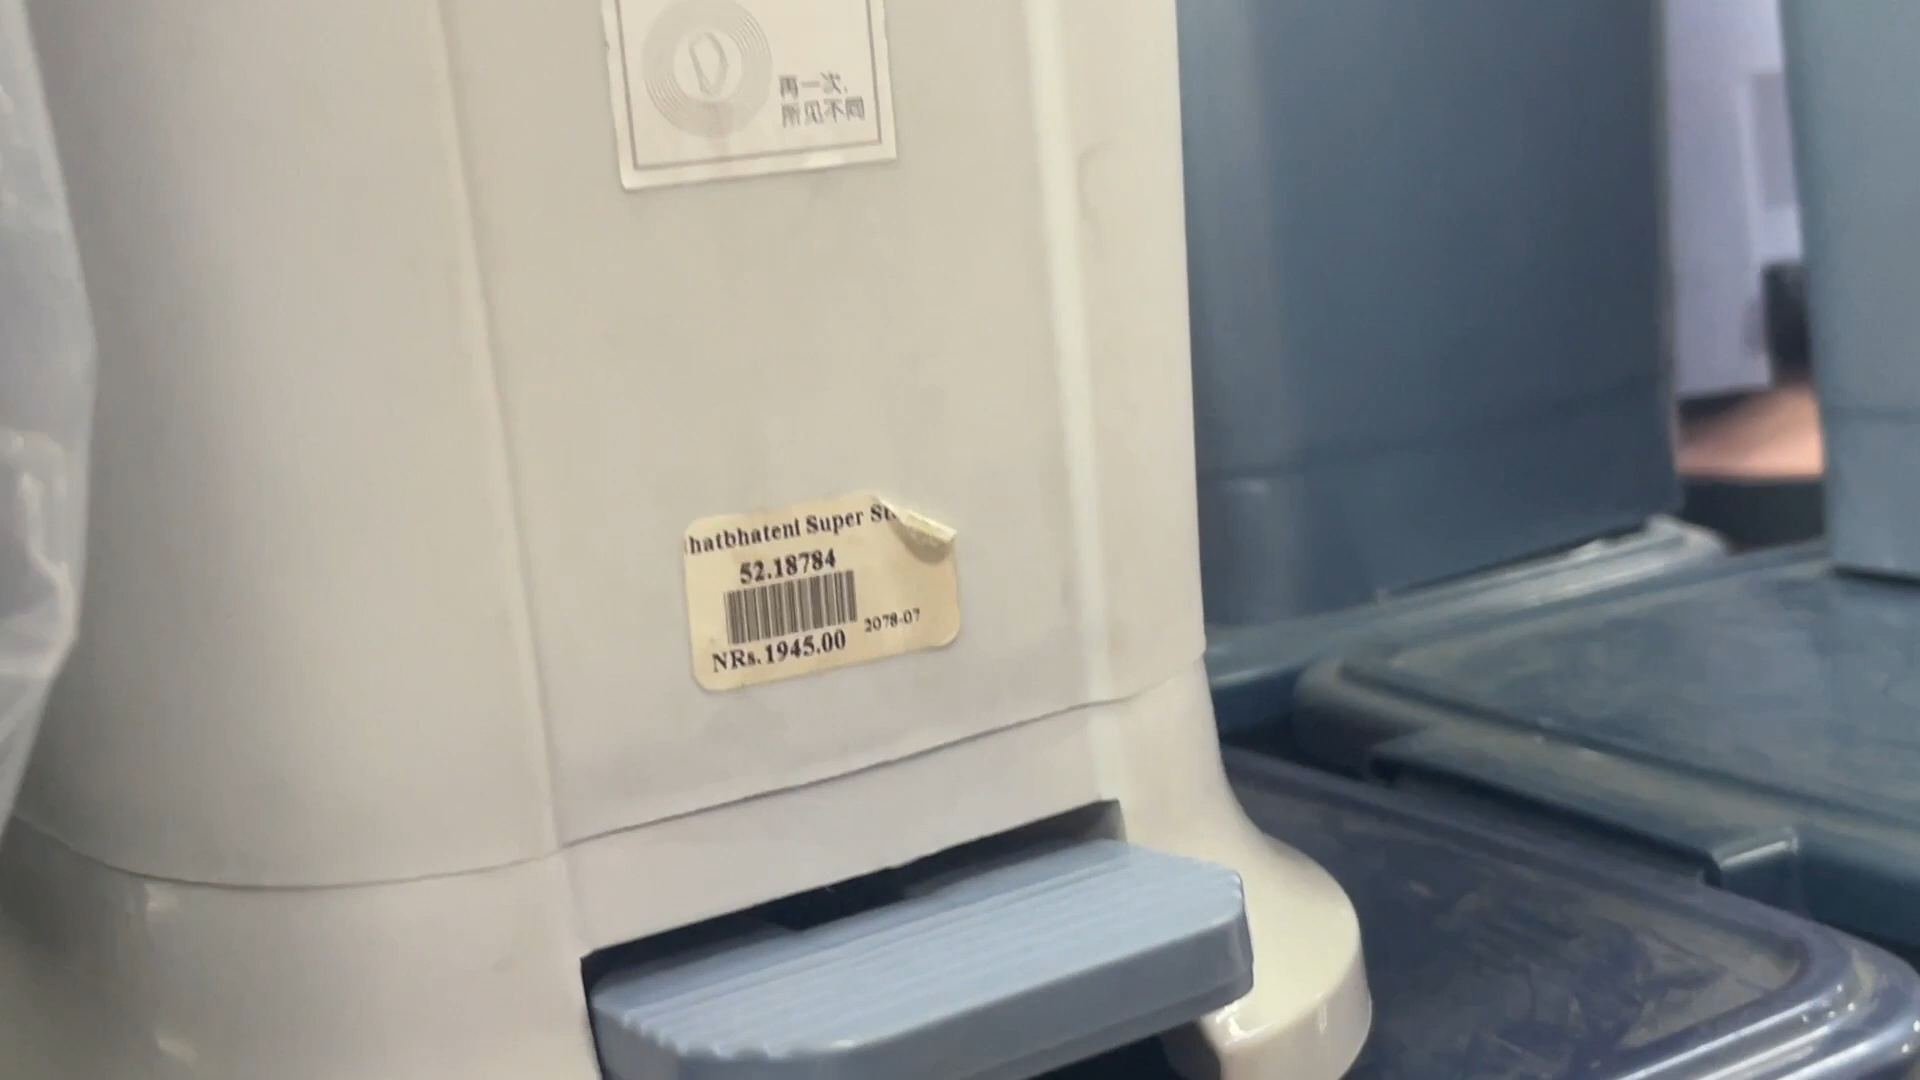 再一次,
所见不同
hatbhateni Super St
52.18784
2078-07
NRs.1945.00